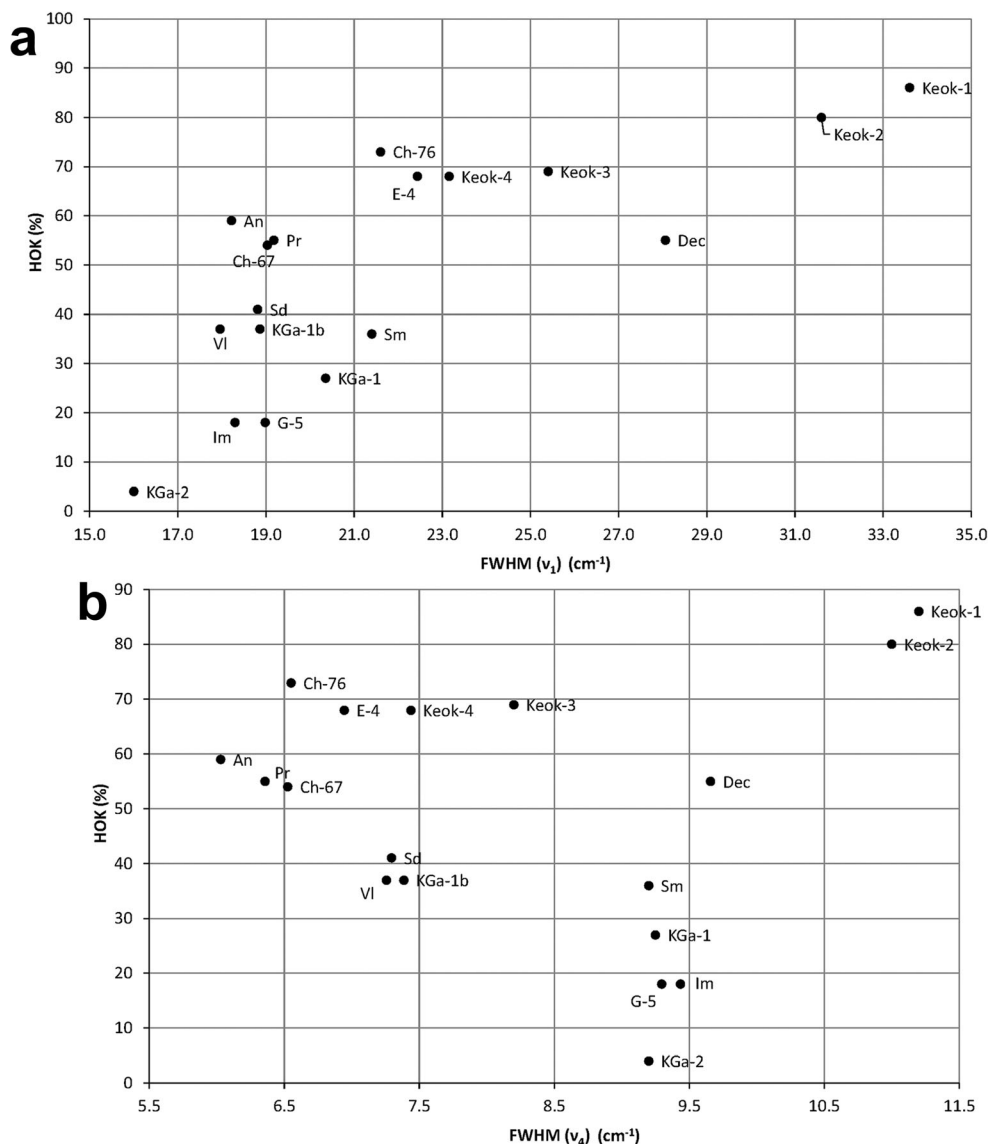 a
100
90
80
70
60
50
40
30
20
10
0
HOK (%)
Keok-1
Keok-2
Ch-76
E-4
Keok-4
Keok-3
An
Pr
Ch-67
Dec
Sd
Vl
KGa-1b
Sm
KGa-1
Im
G-5
KGa-2
15.0 17.0 19.0 21.0 23.0 25.0 27.0 29.0 31.0 33.0 35.0
FWHM (ν₁) (cm⁻¹)
b
90
80
70
60
50
40
30
20
10
0
HOK (%)
Keok-1
Keok-2
Ch-76
E-4
Keok-4
Keok-3
An
Pr
Ch-67
Dec
Sd
Vl
KGa-1b
Sm
KGa-1
G-5
Im
KGa-2
5.5 6.5 7.5 8.5 9.5 10.5 11.5
FWHM (ν₄) (cm⁻¹)